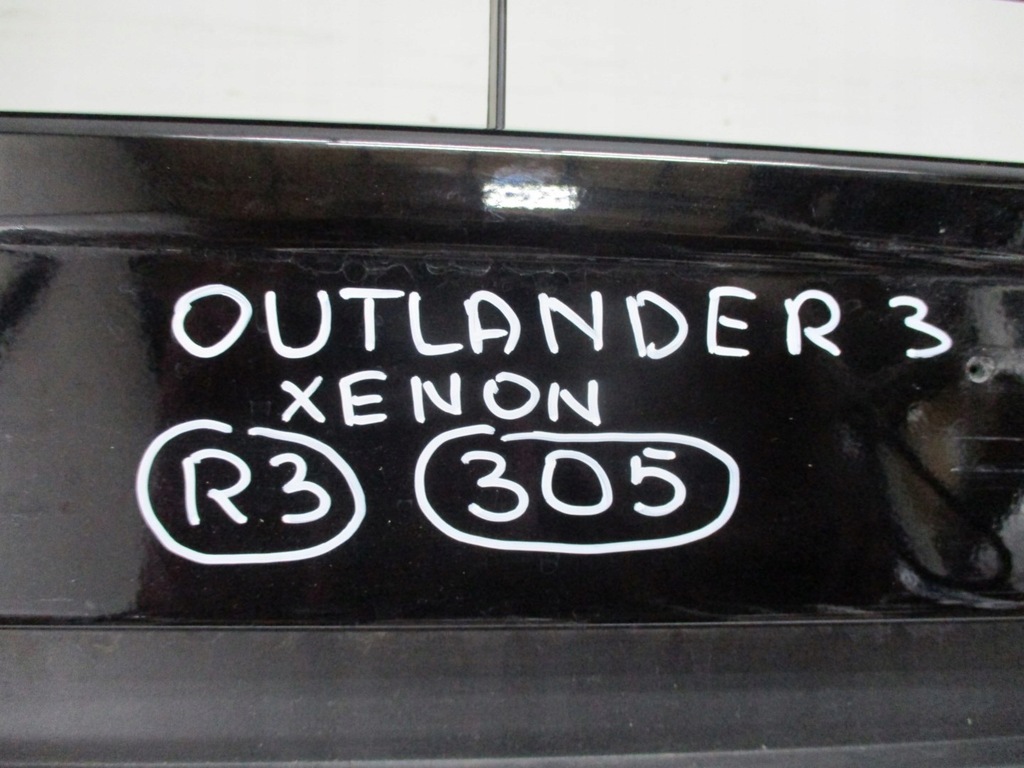 OUTLANDER 3
XENON
R3 305